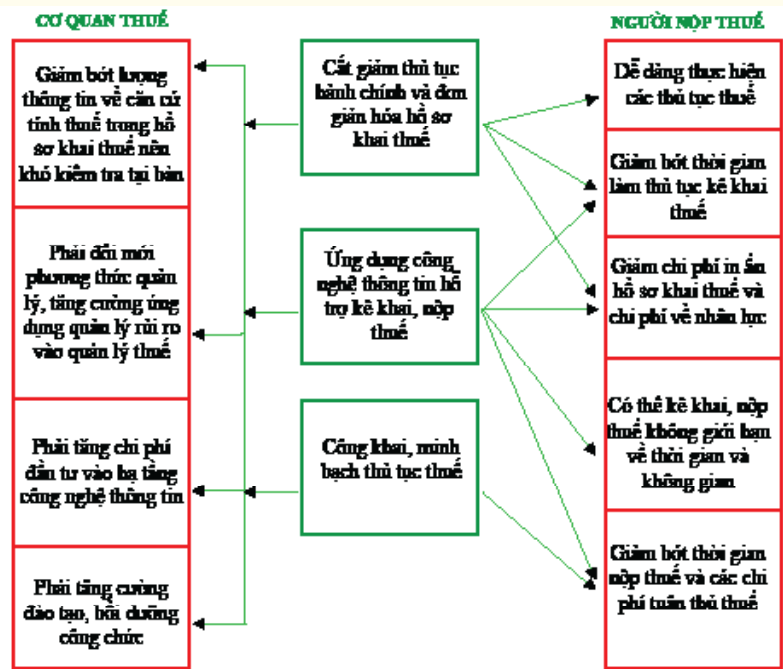 CƠ QUAN THUẾ
Giảm bớt lượng
thông tin về căn cứ
tính thuế trong hồ
sơ khai thuế nên
khó kiểm tra tại bàn
Phải đổi mới
phương thức quản
lý, tăng cường ứng
dụng quản lý rủi ro
vào quản lý thuế
Phải tăng chi phí
đầu tư vào hạ tầng
công nghệ thông tin
Phải tăng cường
đào tạo, bồi dưỡng
công chức
Cắt giảm thủ tục
hành chính và đơn
giản hóa hồ sơ
khai thuế
Ứng dụng công
nghệ thông tin hỗ
trợ kê khai, nộp
thuế
Công khai, minh
bạch thủ tục thuế
NGƯỜI NỘP THUẾ
Dễ dàng thực hiện
các thủ tục thuế
Giảm bớt thời gian
làm thủ tục kê khai
thuế
Giảm chi phí in ấn
hồ sơ khai thuế và
chi phí về nhân lực
Có thể kê khai, nộp
thuế không giới hạn
về thời gian và
không gian
Giảm bớt thời gian
nộp thuế và các chi
phí tuân thủ thuế